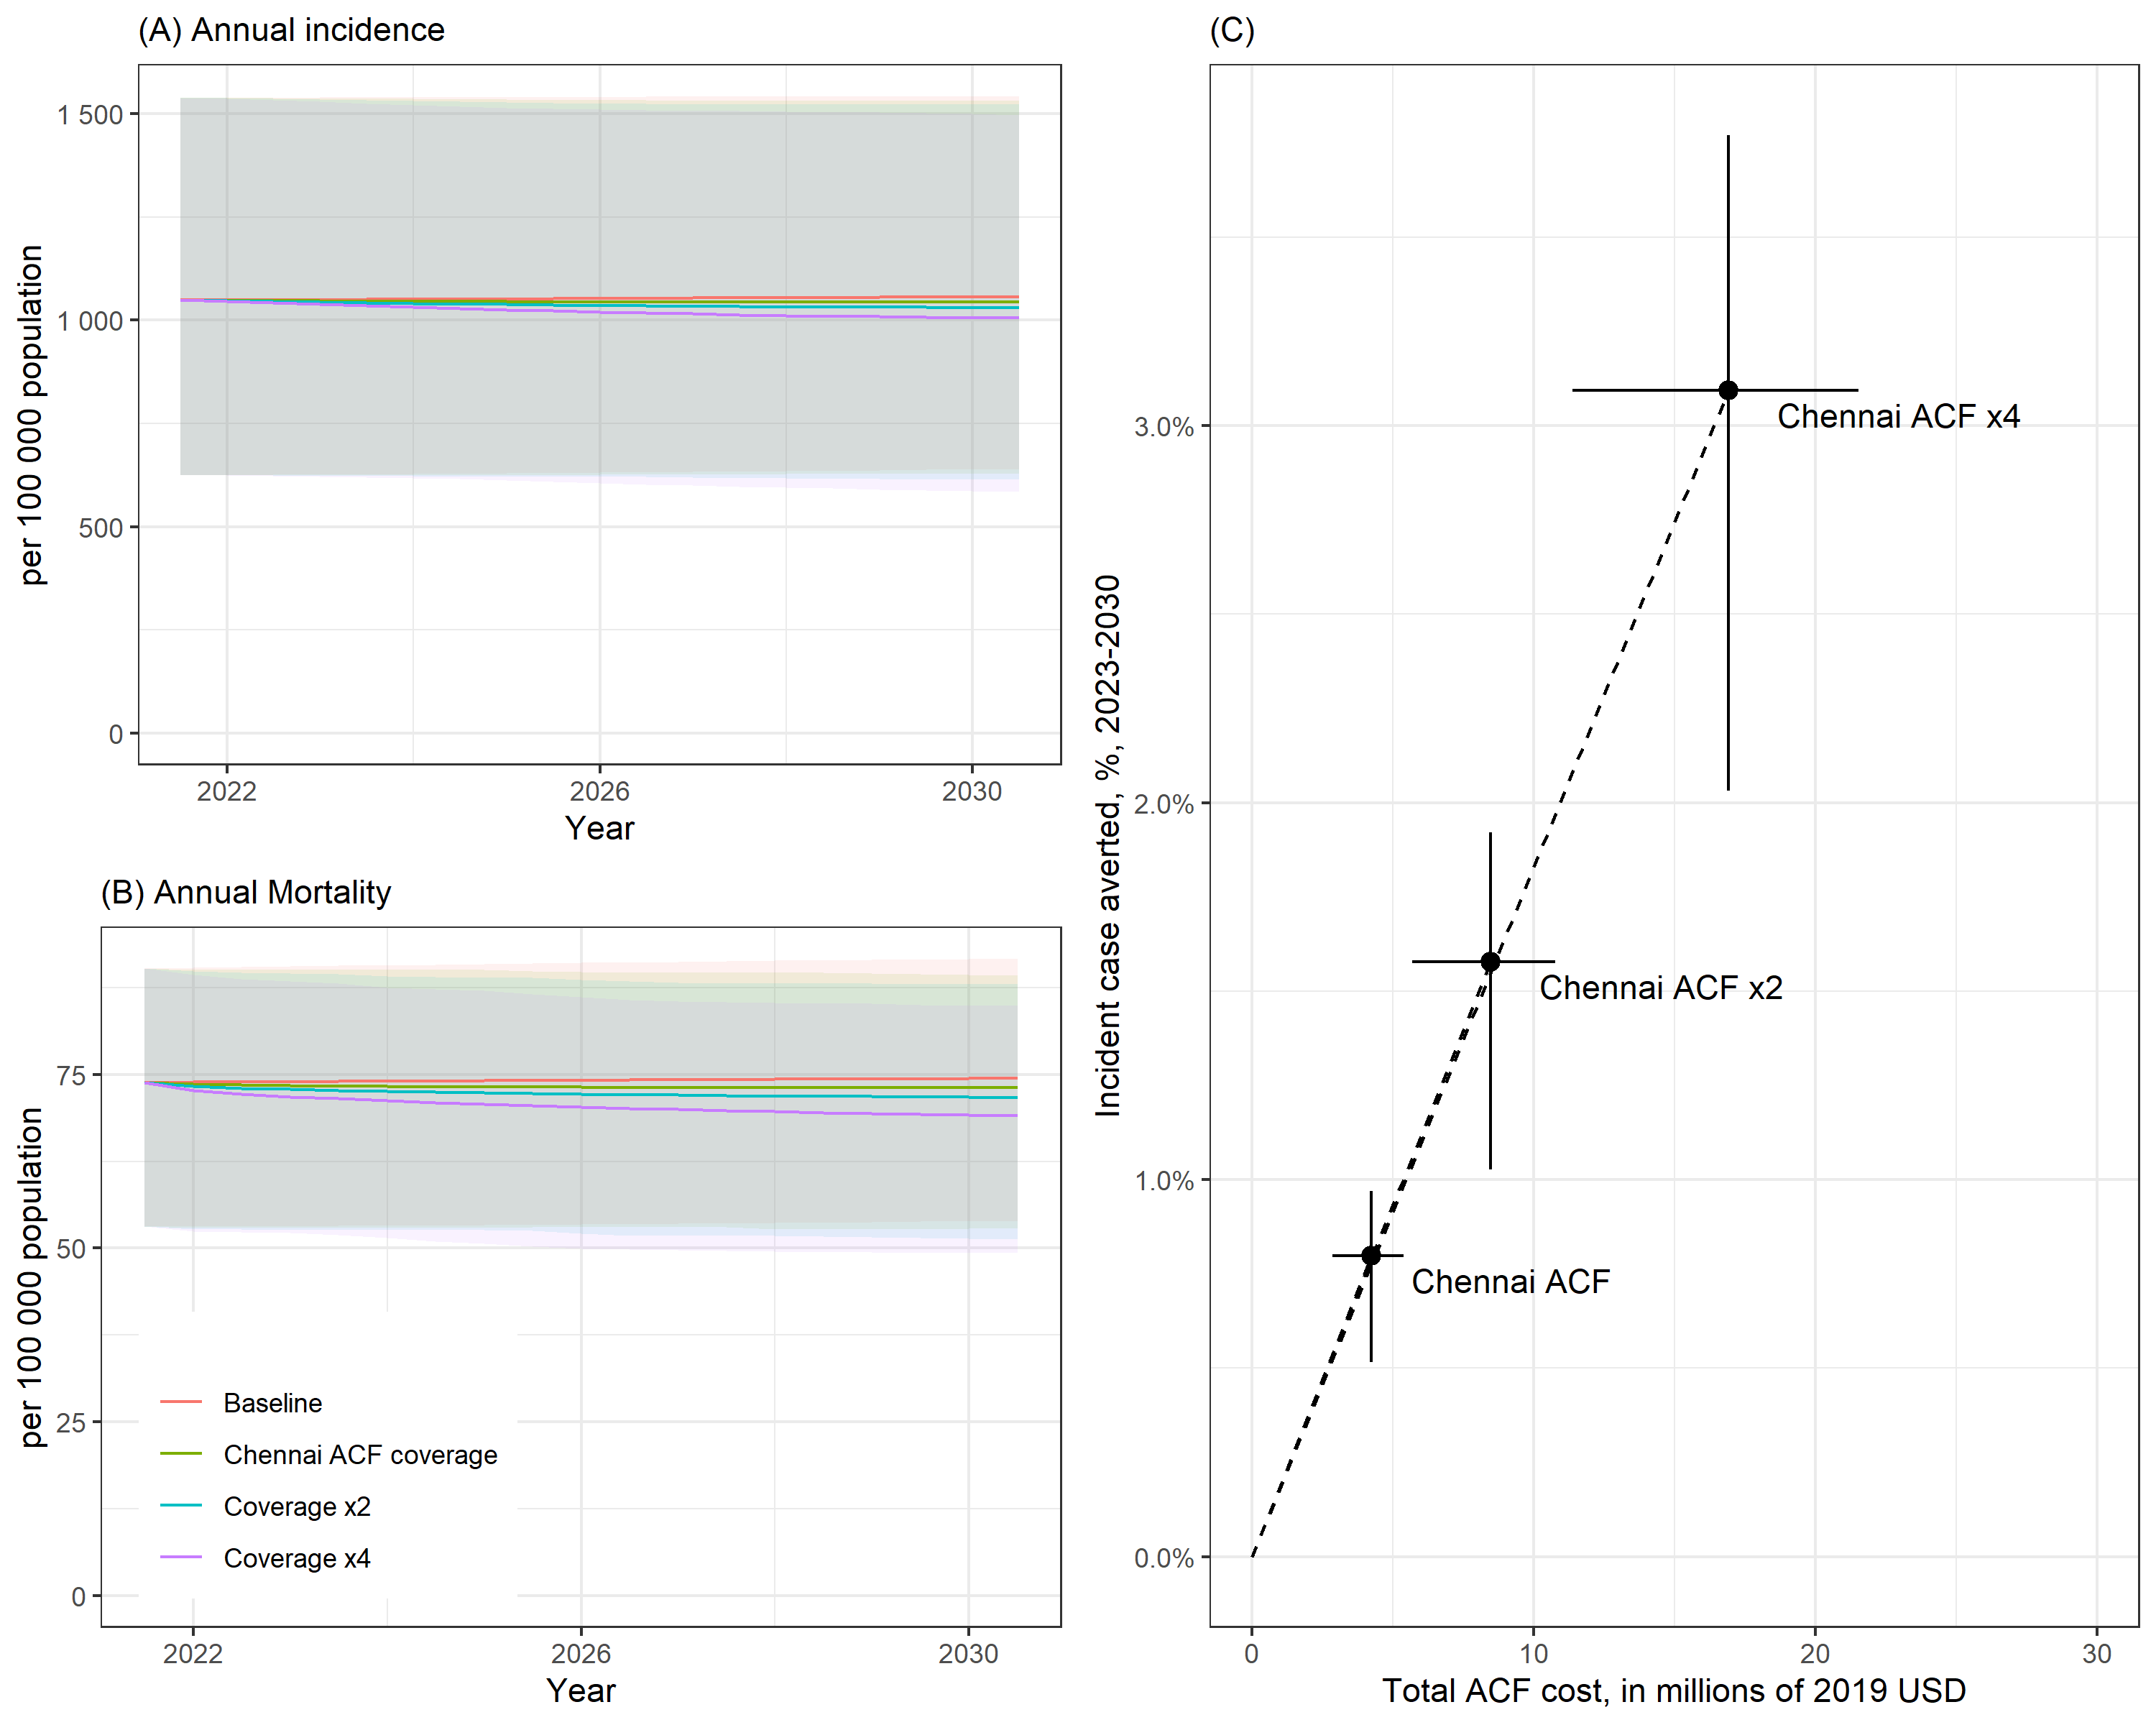 (A) Annual incidence
per 100 000 population
1 500
1 000
500
0
2022 2026 2030
Year
(B) Annual Mortality
per 100 000 population
75
50
25
0
Baseline
Chennai ACF coverage
Coverage x2
Coverage x4
2022 2026 2030
Year
(C)
Incident case averted, %, 2023-2030
3.0%
2.0%
1.0%
0.0%
Chennai ACF x4
Chennai ACF x2
Chennai ACF
0 10 20 30
Total ACF cost, in millions of 2019 USD